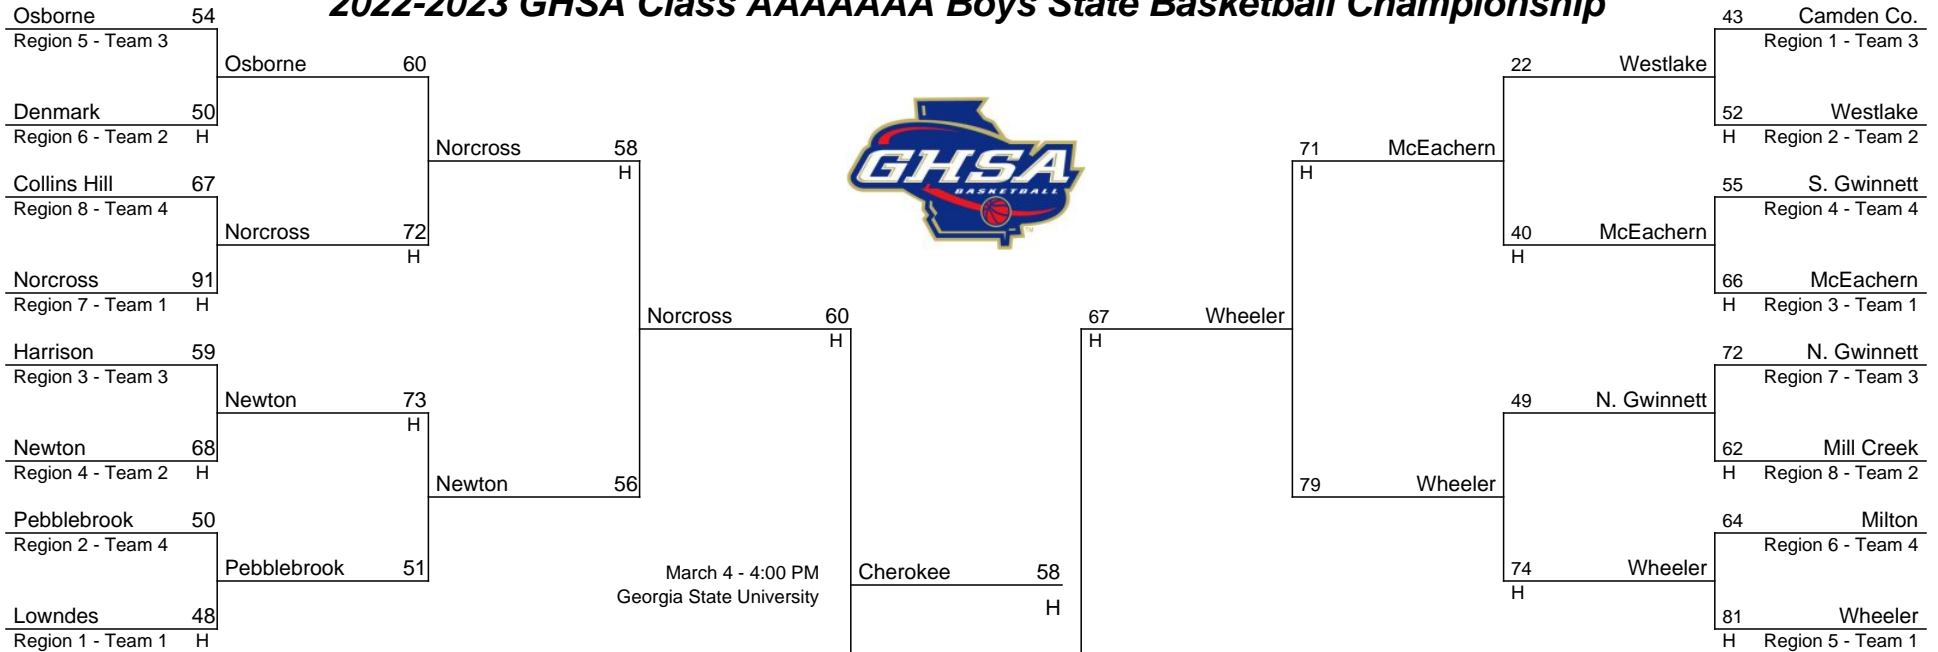 2022-2023 GHSA Class AAAAAAA Boys State Basketball Championship
Osborne 54
Region 5 - Team 3
Osborne 60
Denmark 50
Region 6 - Team 2 H
Norcross 58
H
Collins Hill 67
Region 8 - Team 4
Norcross 72
H
Norcross 91
Region 7 - Team 1 H
Norcross 60
H
Harrison 59
Region 3 - Team 3
Newton 73
H
Newton 68
Region 4 - Team 2 H
Newton 56
Pebblebrook 50
Region 2 - Team 4
Pebblebrook 51
Lowndes 48
Region 1 - Team 1 H
GHSA
BASKETBALL
TM
March 4 - 4:00 PM
Georgia State University
Cherokee 58
H
43 Camden Co.
Region 1 - Team 3
22 Westlake
52 Westlake
H Region 2 - Team 2
71 McEachern
H
55 S. Gwinnett
Region 4 - Team 4
40 McEachern
H
66 McEachern
H Region 3 - Team 1
67 Wheeler
H
72 N. Gwinnett
Region 7 - Team 3
49 N. Gwinnett
62 Mill Creek
H Region 8 - Team 2
79 Wheeler
64 Milton
Region 6 - Team 4
74 Wheeler
H
81 Wheeler
H Region 5 - Team 1